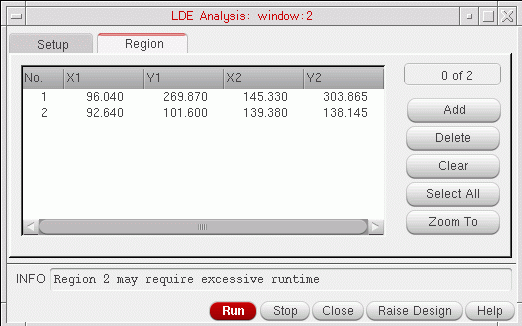 LDE Analysis: window:2
Setup Region
No. X1 Y1 X2 Y2
1 96.040 269.870 145.330 303.865
2 92.640 101.600 139.380 138.145
0 of 2
Add
Delete
Clear
Select All
Zoom To
INFO Region 2 may require excessive runtime
Run Stop Close Raise Design Help